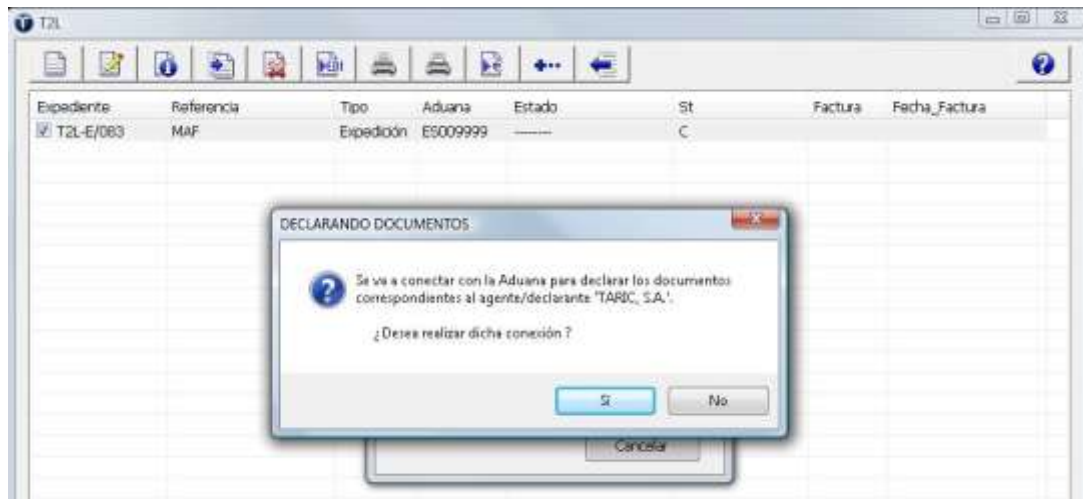 T2L
Expediente Referencia Tipo Aduana Estado St Factura Fecha_Factura
T2L-E/083 MAF Expedición ES009999 -------- C
DECLARANDO DOCUMENTOS
Se va a conectar con la Aduana para declarar los documentos
correspondientes al agente/declarante 'TARIC, S.A.'.
¿Desea realizar dicha conexión ?
Sí No
Cancelar